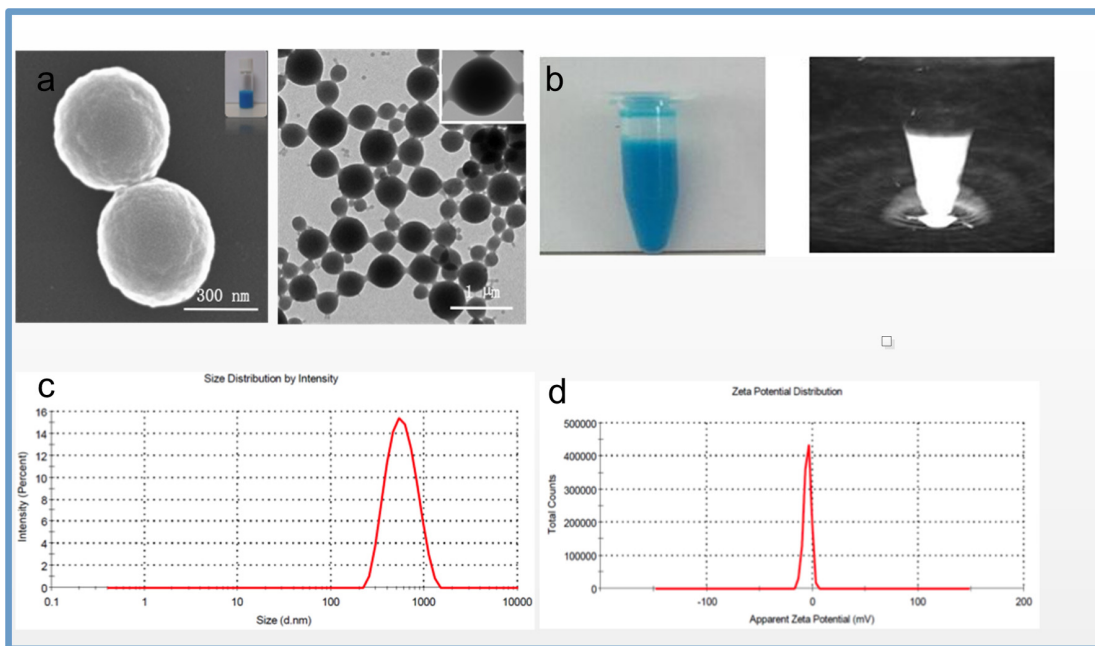 a
300 nm
1 μm
b
c
Size Distribution by Intensity
Intensity (Percent)
16
14
12
10
8
6
4
2
0
0.1 1 10 100 1000 10000
Size (d.nm)
d
Zeta Potential Distribution
Total Counts
500000
400000
300000
200000
100000
0
-100 0 100 200
Apparent Zeta Potential (mV)